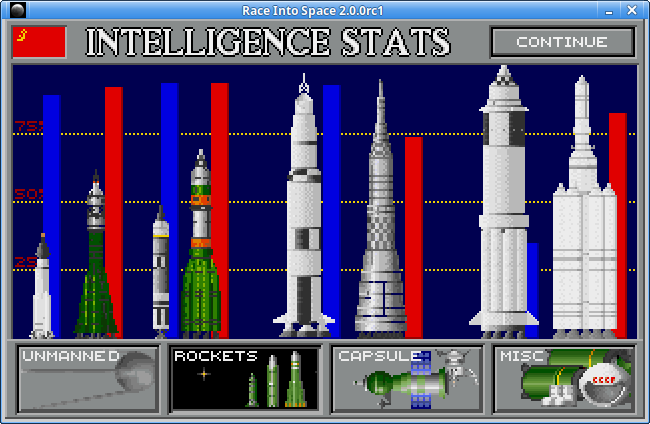 Race Into Space 2.0.0rc1
INTELLIGENCE STATS
CONTINUE
75%
50%
25%
UNMANNED
ROCKETS
CAPSULE
MISC
CCCP